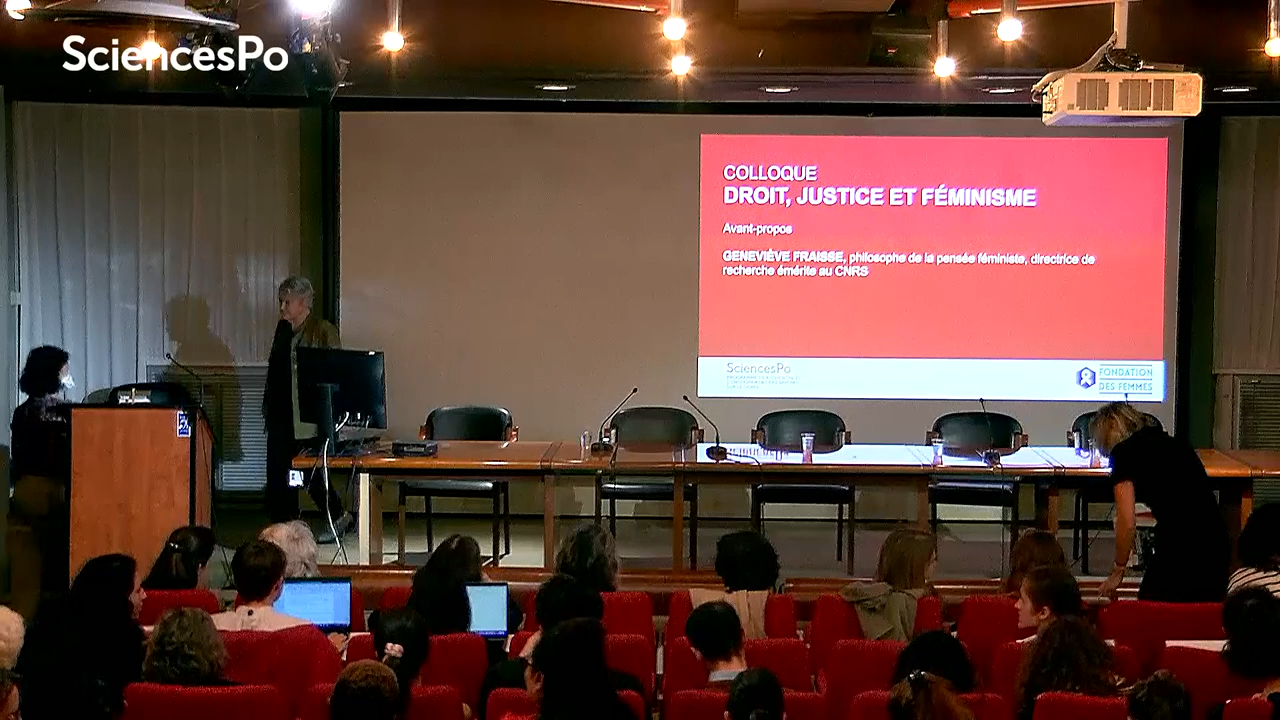 SciencesPo
COLLOQUE
DROIT, JUSTICE ET FÉMINISME
Avant-propos
GENEVIÈVE FRAISSE, philosophe de la pensée féministe, directrice de
recherche émérite au CNRS
SciencesPo
FONDATION
DES FEMMES